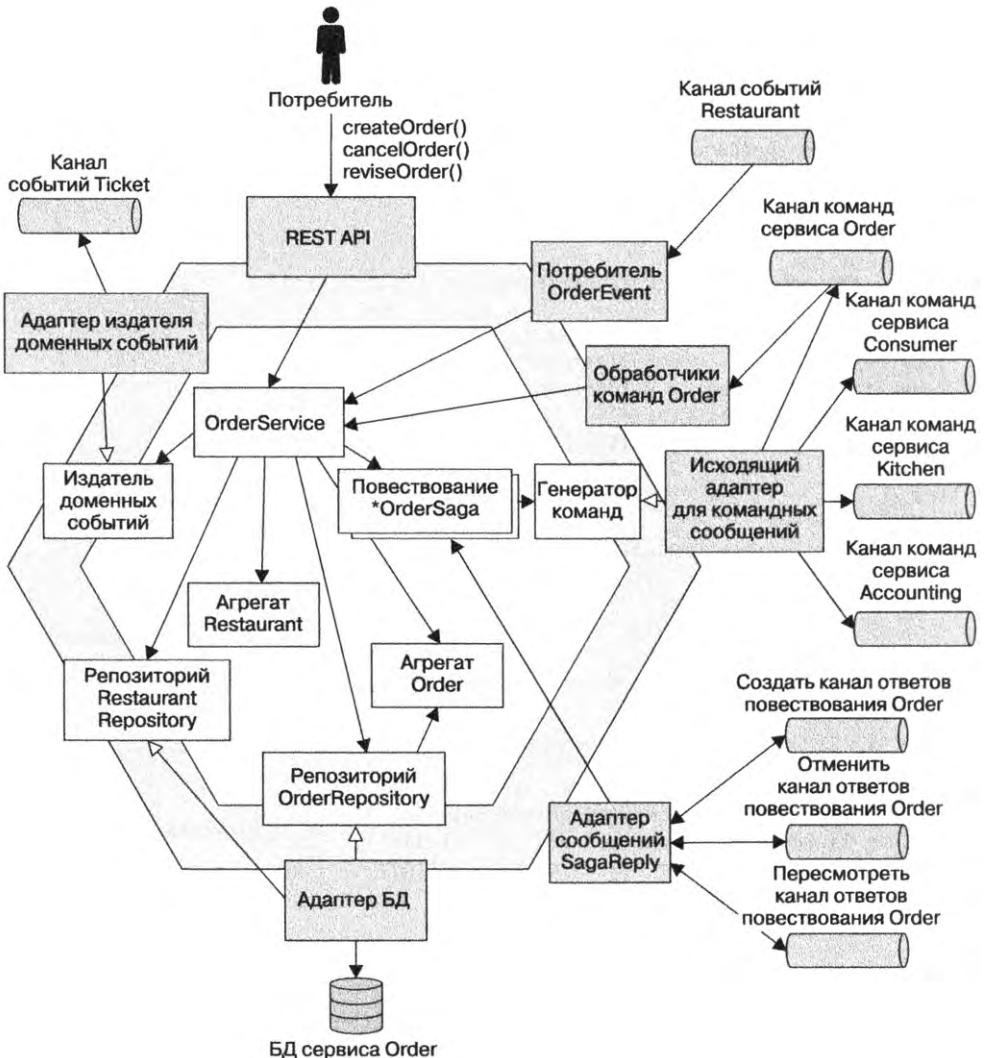 Потребитель
createOrder()
cancelOrder()
reviseOrder()
Канал событий
Restaurant
Канал
событий Ticket
REST API
Канал команд
сервиса Order
Потребитель
OrderEvent
Адаптер издателя
доменных событий
Канал команд
сервиса
Consumer
Обработчики
команд Order
OrderService
Канал команд
сервиса
Kitchen
Издатель
доменных
событий
Повествование
*OrderSaga
Генератор
команд
Исходящий
адаптер
для командных
сообщений
Канал команд
сервиса
Accounting
Агрегат
Restaurant
Агрегат
Order
Репозиторий
Restaurant
Repository
Создать канал ответов
повествования Order
Репозиторий
OrderRepository
Отменить
канал ответов
повествования Order
Адаптер
сообщений
SagaReply
Пересмотреть
канал ответов
повествования Order
Адаптер БД
БД сервиса Order